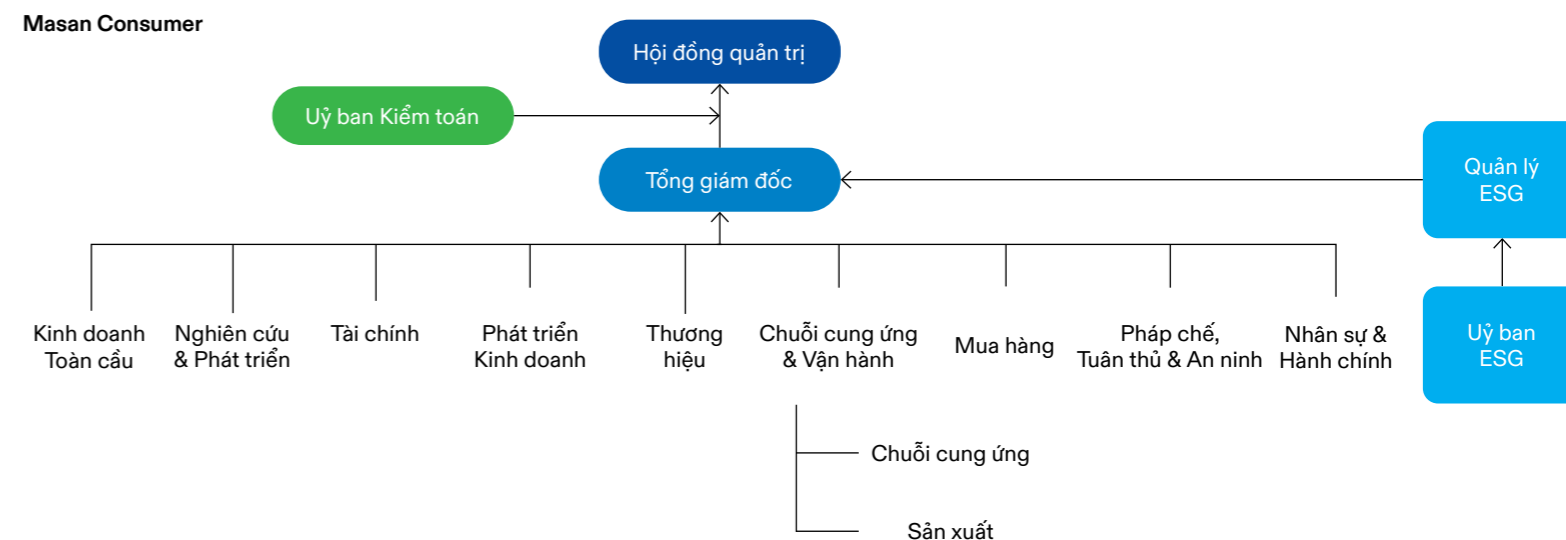 Masan Consumer
Hội đồng quản trị
Uỷ ban Kiểm toán
Tổng giám đốc
Quản lý
ESG
Kinh doanh
Toàn cầu
Nghiên cứu
& Phát triển
Tài chính
Phát triển
Kinh doanh
Thương
hiệu
Chuỗi cung ứng
& Vận hành
Mua hàng
Pháp chế,
Tuân thủ & An ninh
Nhân sự &
Hành chính
Uỷ ban
ESG
Chuỗi cung ứng
Sản xuất